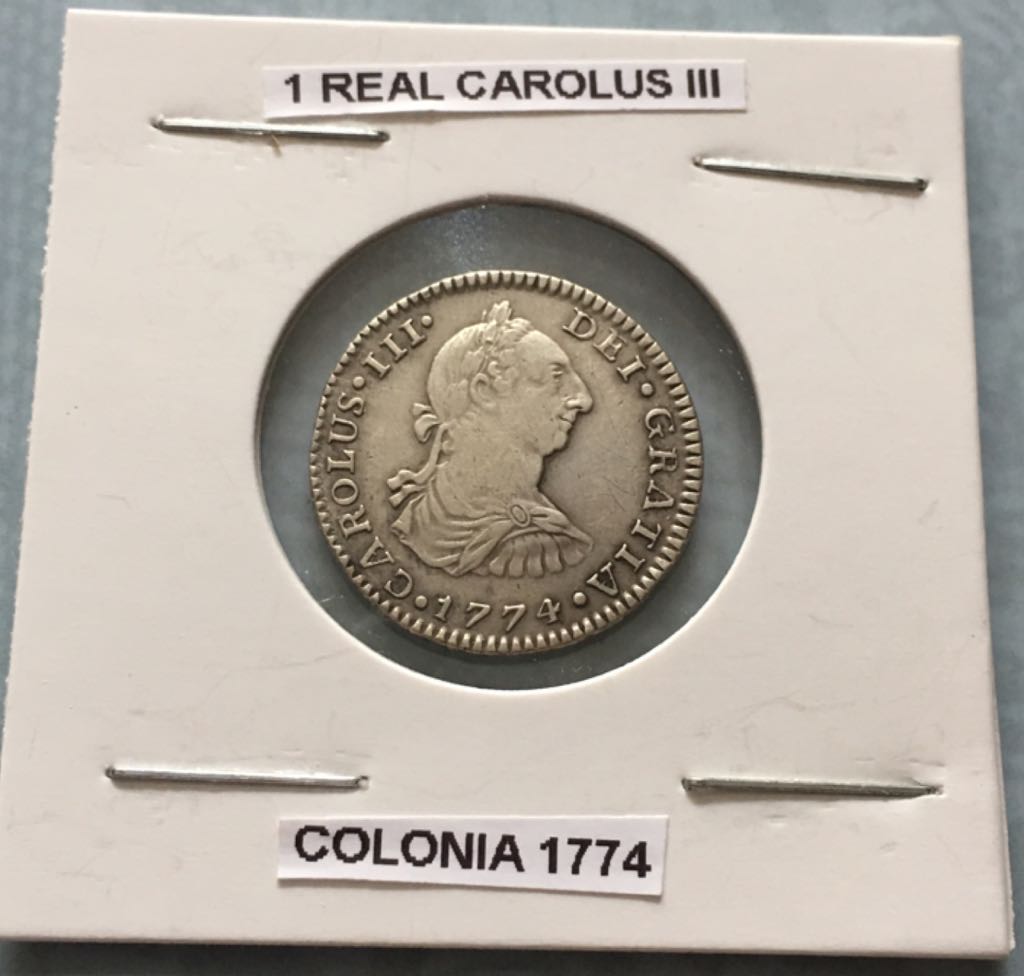 1 REAL CAROLUS III
CAROLUS·III· DEI·GRATIA
·1774·
COLONIA 1774